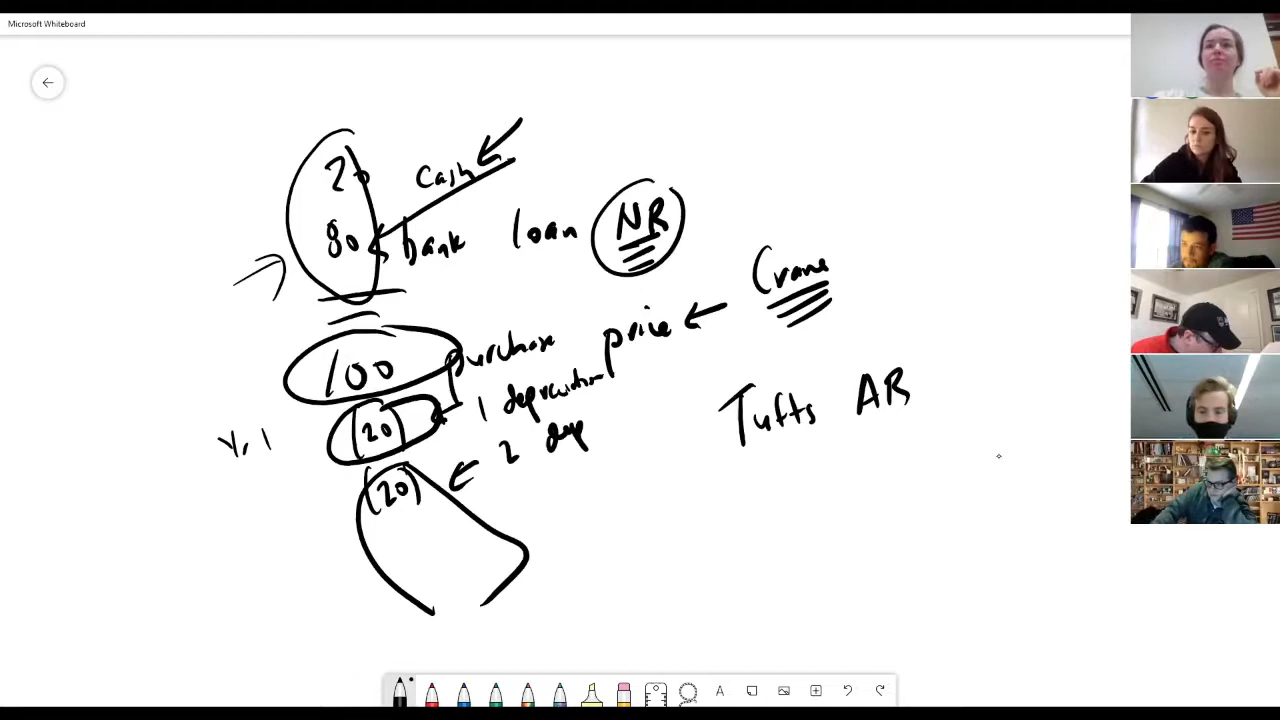 Microsoft Whiteboard
20 Cash
80 bank loan NR
Crane
100 purchase price
1 depreciation
Yr 1 (20)
2 dep
(20)
Tufts AR
A